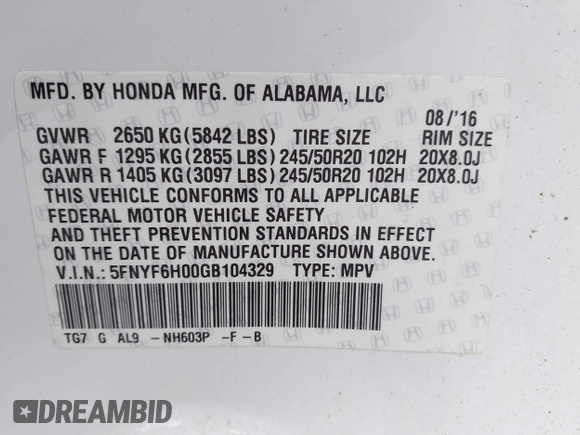 MFD. BY HONDA MFG. OF ALABAMA, LLC
08/'16
GVWR 2650 KG(5842 LBS) TIRE SIZE RIM SIZE
GAWR F 1295 KG(2855 LBS) 245/50R20 102H 20X8.0J
GAWR R 1405 KG(3097 LBS) 245/50R20 102H 20X8.0J
THIS VEHICLE CONFORMS TO ALL APPLICABLE
FEDERAL MOTOR VEHICLE SAFETY
AND THEFT PREVENTION STANDARDS IN EFFECT
ON THE DATE OF MANUFACTURE SHOWN ABOVE.
V.I.N.: 5FNYF6H00GB104329 TYPE: MPV
TG7 G AL9 -NH603P -F-B
DREAMBID